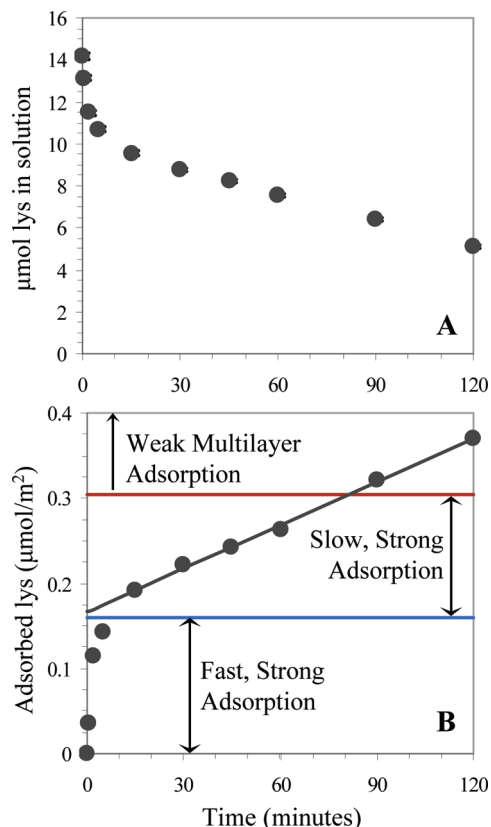 16
14
12
10
8
6
4
2
0
µmol lys in solution
A
0 30 60 90 120
0.4
0.3
0.2
0.1
0
Adsorbed lys (µmol/m²)
Weak Multilayer
Adsorption
Slow, Strong
Adsorption
Fast, Strong
Adsorption
B
0 30 60 90 120
Time (minutes)